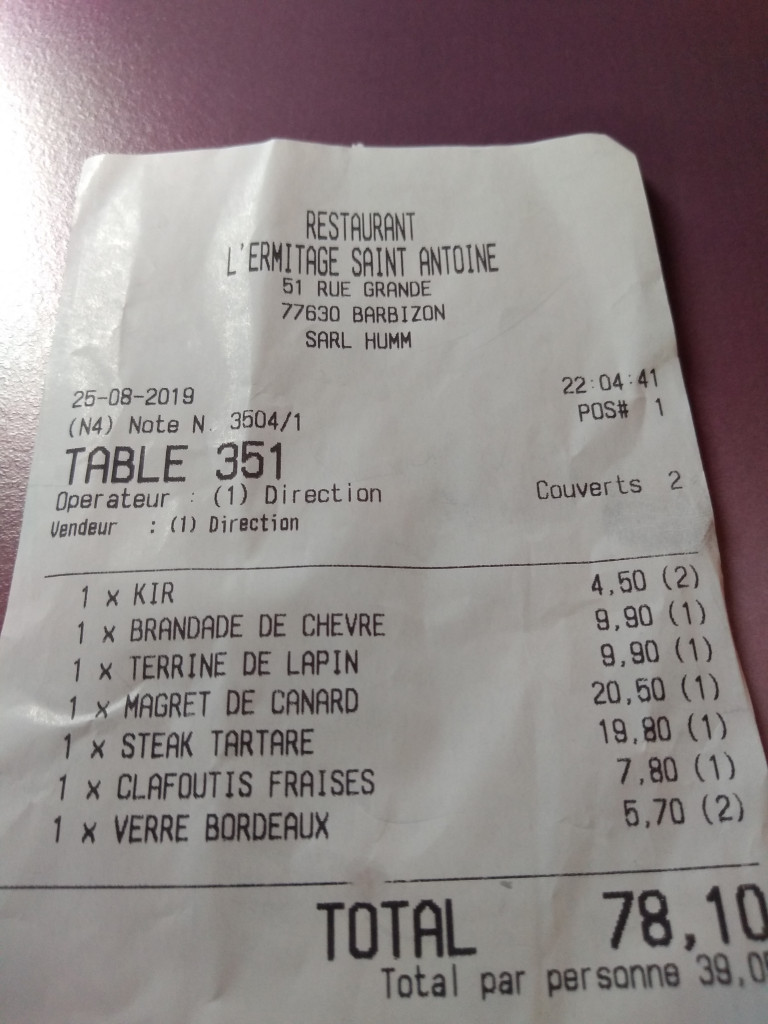 RESTAURANT
L'ERMITAGE SAINT ANTOINE
51 RUE GRANDE
77630 BARBIZON
SARL HUMM
25-08-2019 22:04:41
(N4) Note N. 3504/1 POS# 1
TABLE 351
Operateur : (1) Direction Couverts 2
Vendeur : (1) Direction
1 x KIR 4,50 (2)
1 x BRANDADE DE CHEVRE 9,90 (1)
1 x TERRINE DE LAPIN 9,90 (1)
1 x MAGRET DE CANARD 20,50 (1)
1 x STEAK TARTARE 19,80 (1)
1 x CLAFOUTIS FRAISES 7,80 (1)
1 x VERRE BORDEAUX 5,70 (2)
TOTAL 78,10
Total par personne 39,0